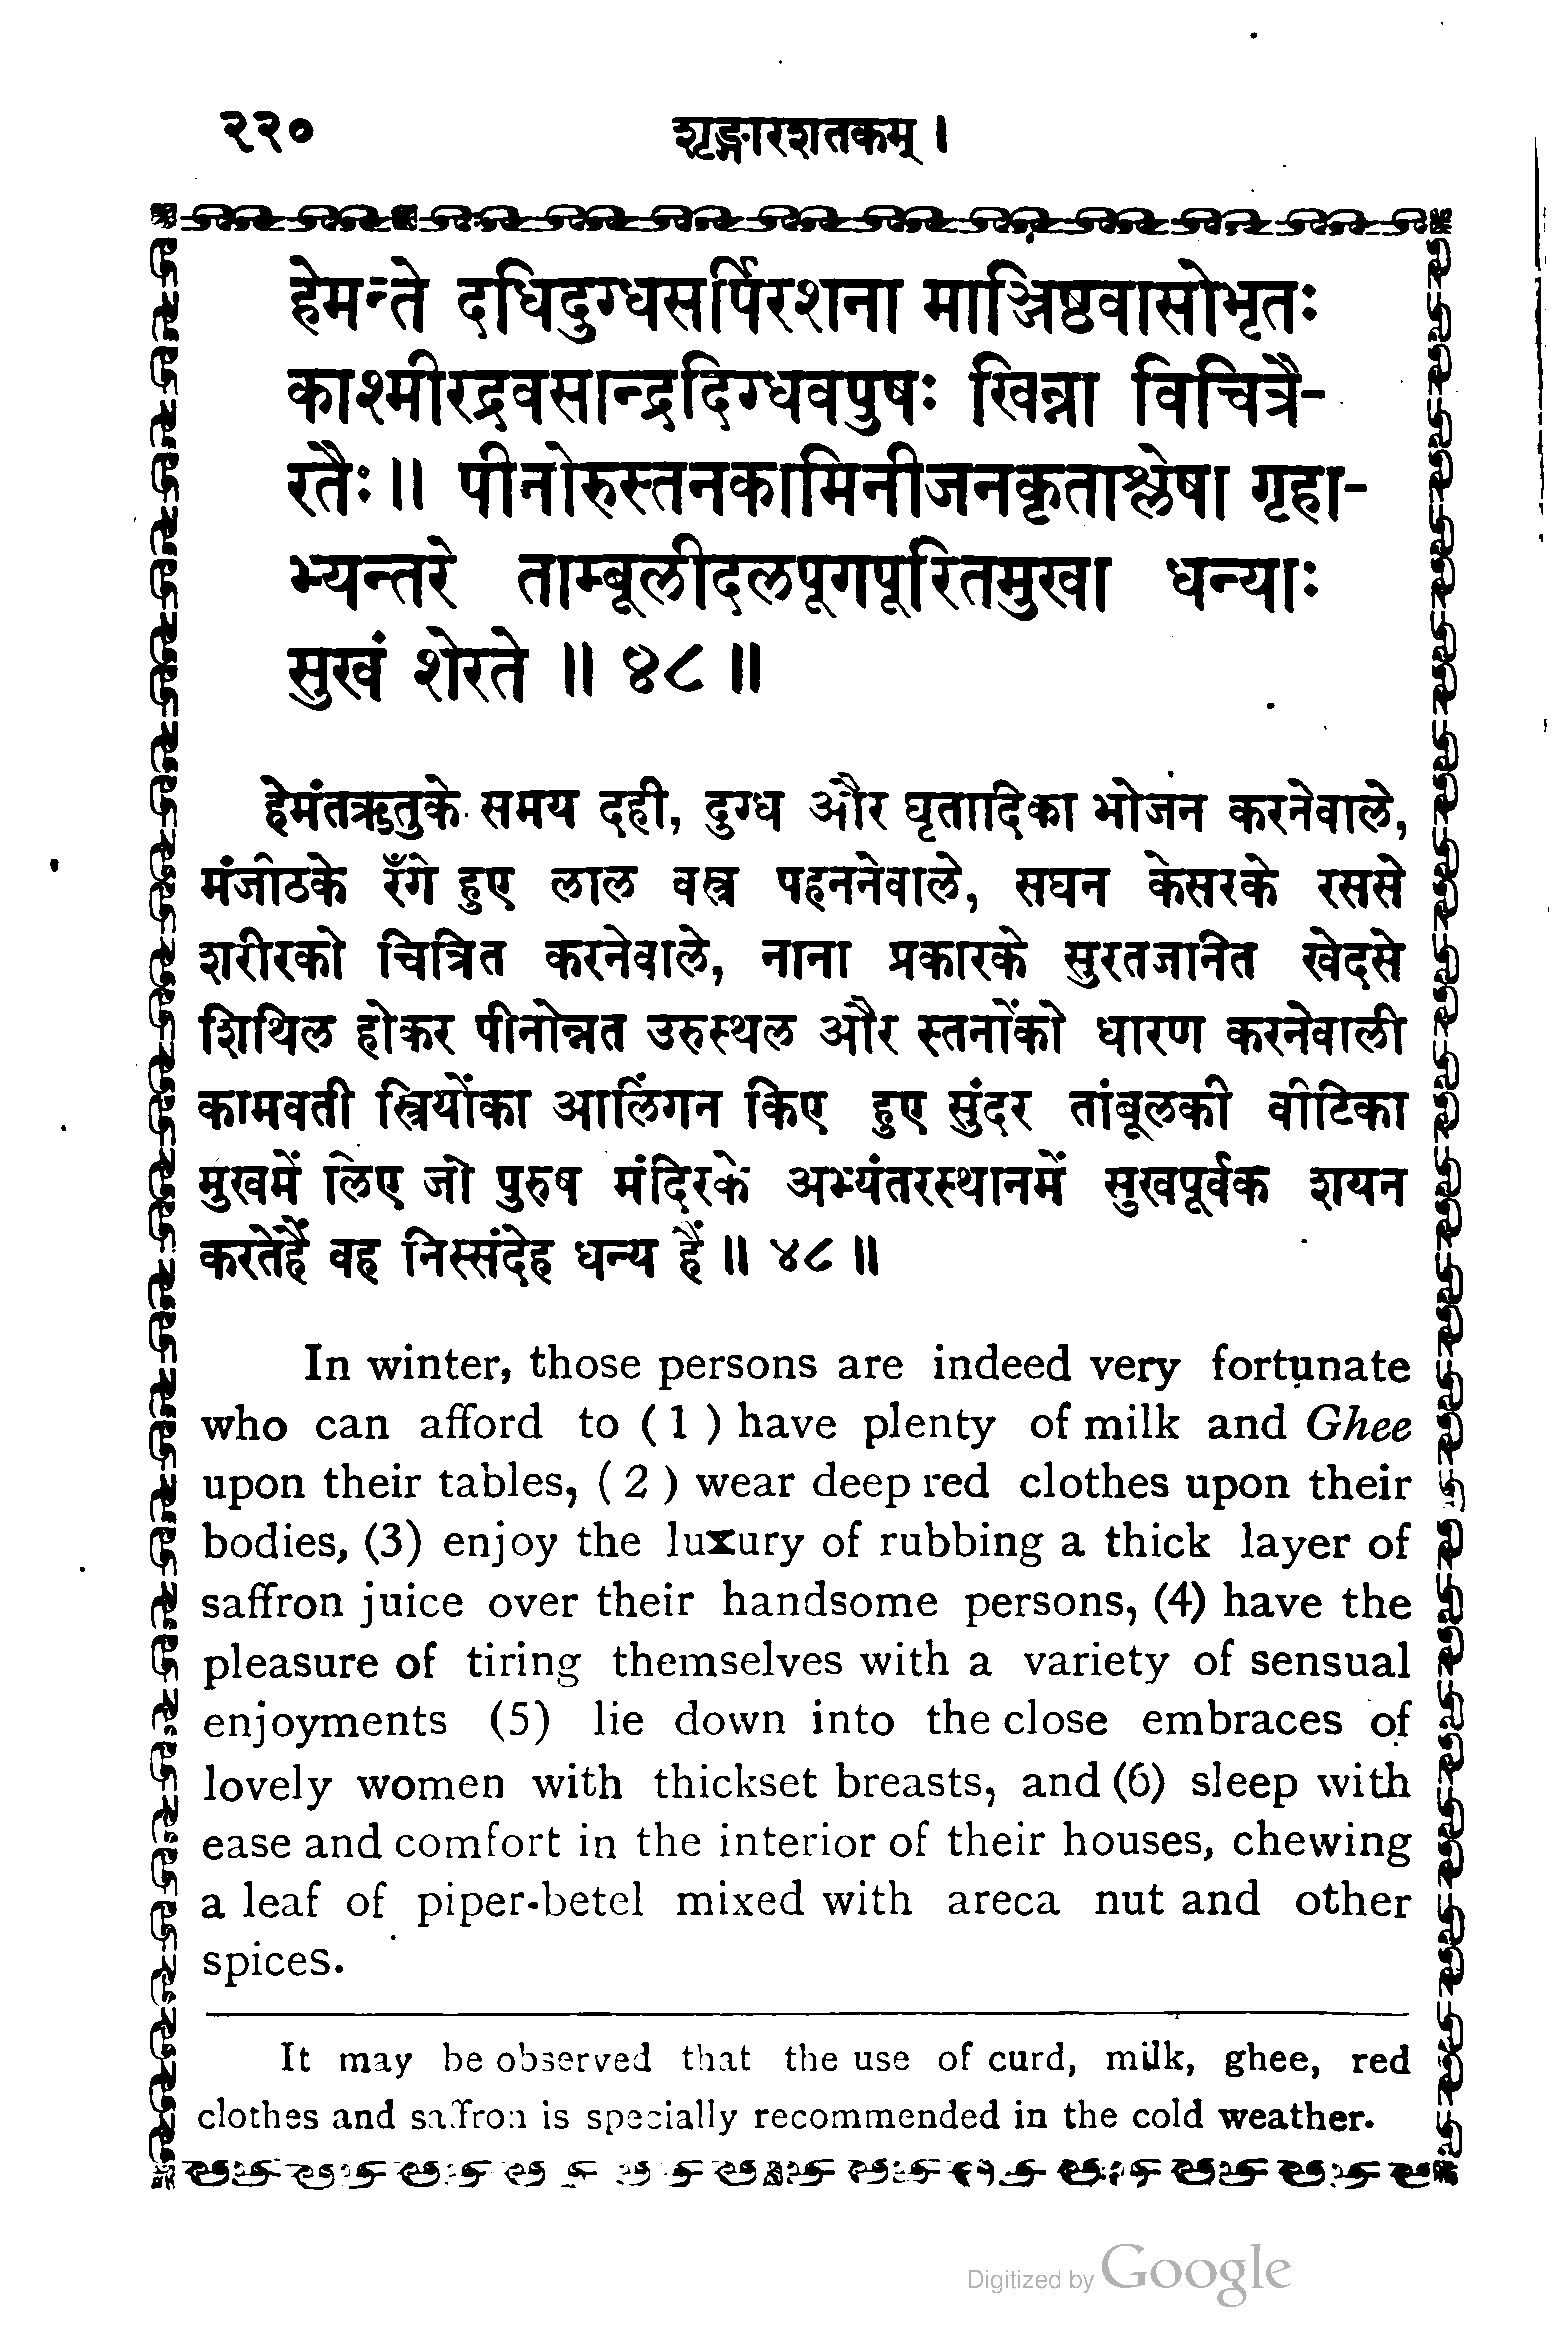 २२०
शृङ्गारशतकम् ।
हेमन्ते दधिदुग्धसर्पिरशना माञ्जिष्ठवासोभृतः
काश्मीरद्रवसान्द्रदिग्धवपुषः खिन्ना विचित्रै-
रतैः॥ पीनोरुस्तनकामिनीजनकृताश्लेषा गृहा-
भ्यन्तरे ताम्बूलीदलपूगपूरितमुखा धन्याः
सुखं शेरते ॥ ४८ ॥
हेमंतऋतुके समय दही, दुग्ध और घृतादिका भोजन करनेवाले,
मंजीठके रँगे हुए लाल वस्त्र पहननेवाले, सघन केसरके रससे
शरीरको चित्रित करनेवाले, नाना प्रकारके सुरतजानित खेदसे
शिथिल होकर पीनोन्नत उरुस्थल और स्तनोंको धारण करनेवाली
कामवती स्त्रियोंका आलिंगन किए हुए सुंदर तांबूलकी वीटिका
मुखमें लिए जो पुरुष मंदिरके अभ्यंतरस्थानमें सुखपूर्वक शयन
करतेहैं वह निस्संदेह धन्य हैं ॥ ४८ ॥
In winter, those persons are indeed very fortunate
who can afford to ( 1 ) have plenty of milk and Ghee
upon their tables, ( 2 ) wear deep red clothes upon their
bodies, (3) enjoy the luxury of rubbing a thick layer of
saffron juice over their handsome persons, (4) have the
pleasure of tiring themselves with a variety of sensual
enjoyments (5) lie down into the close embraces of
lovely women with thickset breasts, and (6) sleep with
ease and comfort in the interior of their houses, chewing
a leaf of piper-betel mixed with areca nut and other
spices.
It may be observed that the use of curd, milk, ghee, red
clothes and saffron is specially recommended in the cold weather.
Digitized by Google